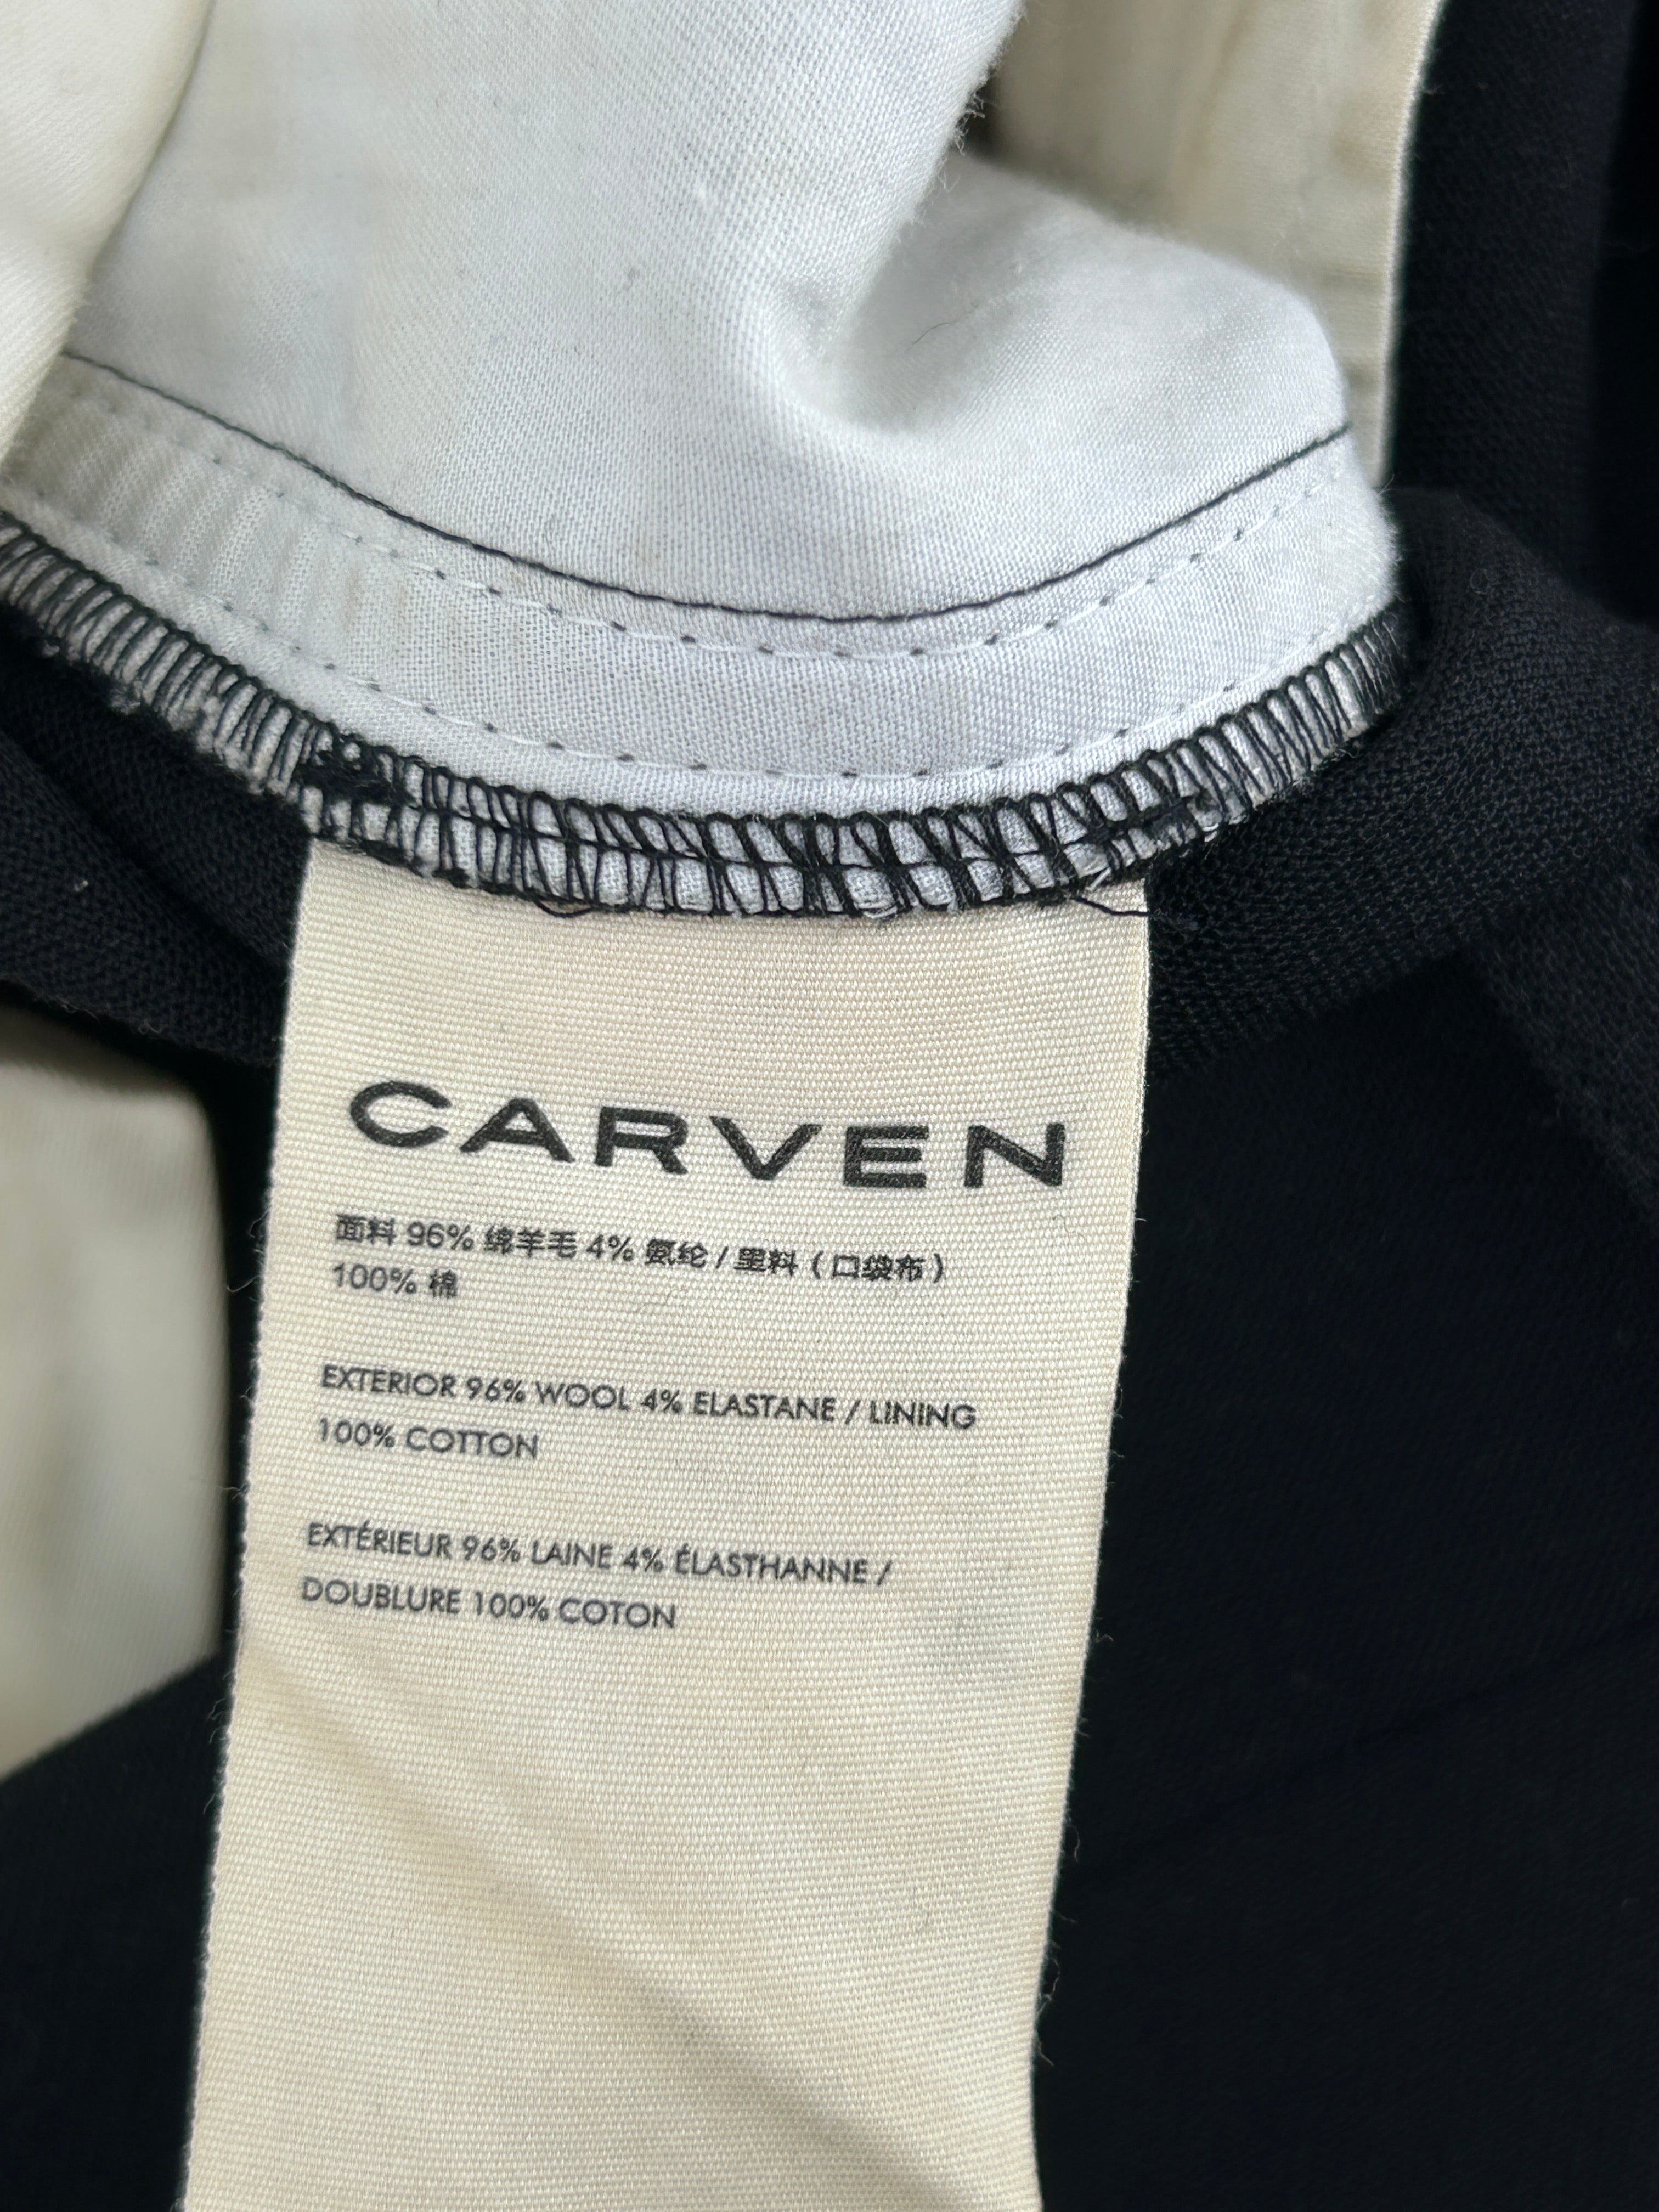 CARVEN
面料 96% 绵羊毛 4% 氨纶 / 里料（口袋布）
100% 棉
EXTERIOR 96% WOOL 4% ELASTANE / LINING
100% COTTON
EXTÉRIEUR 96% LAINE 4% ÉLASTHANNE /
DOUBLURE 100% COTON